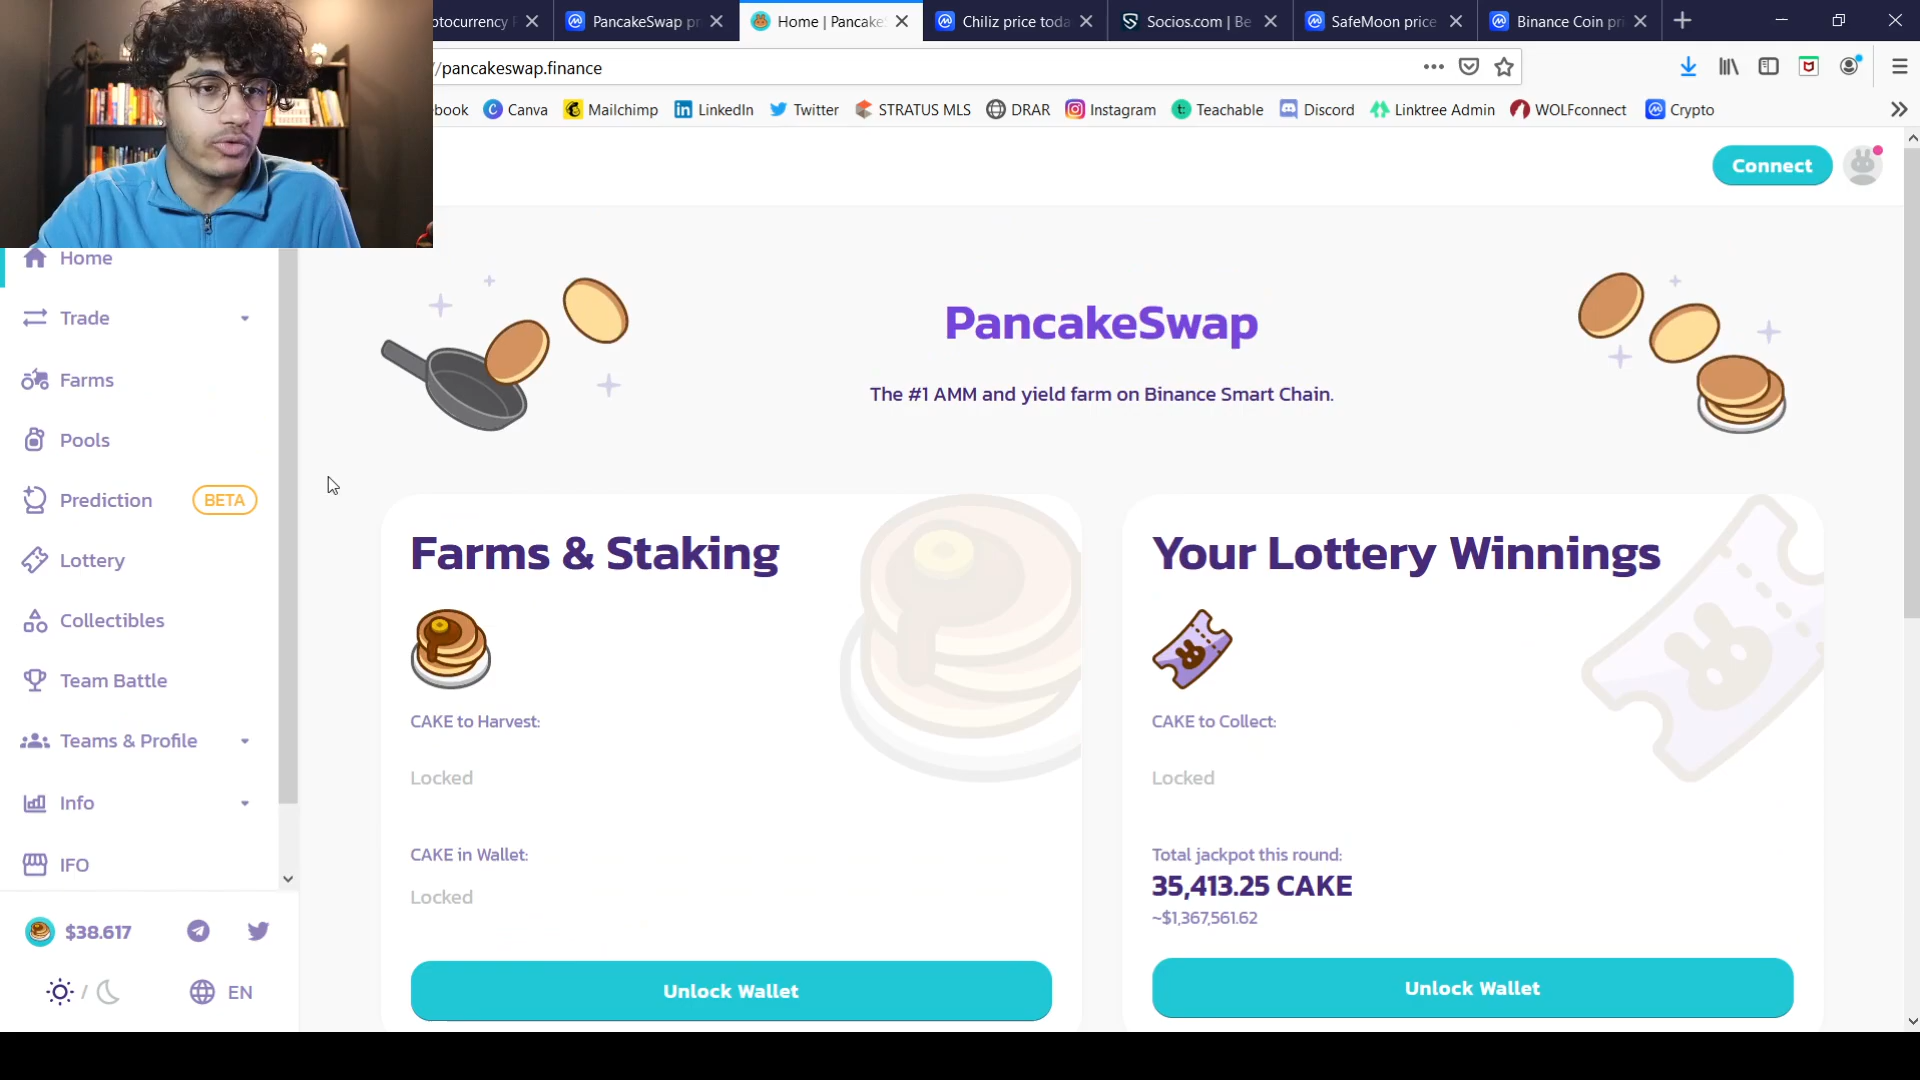 ptocurrency
PancakeSwap pr
Home | PancakeS
Chiliz price toda
Socios.com | Be
SafeMoon price
Binance Coin pri
//pancakeswap.finance
ebook
Canva
Mailchimp
LinkedIn
Twitter
STRATUS MLS
DRAR
Instagram
Teachable
Discord
Linktree Admin
WOLFconnect
Crypto
Connect
Home
Trade
Farms
Pools
Prediction BETA
Lottery
Collectibles
Team Battle
Teams & Profile
Info
IFO
$38.617
/
EN
PancakeSwap
The #1 AMM and yield farm on Binance Smart Chain.
Farms & Staking
CAKE to Harvest:
Locked
CAKE in Wallet:
Locked
Unlock Wallet
Your Lottery Winnings
CAKE to Collect:
Locked
Total jackpot this round:
35,413.25 CAKE
~$1,367,561.62
Unlock Wallet